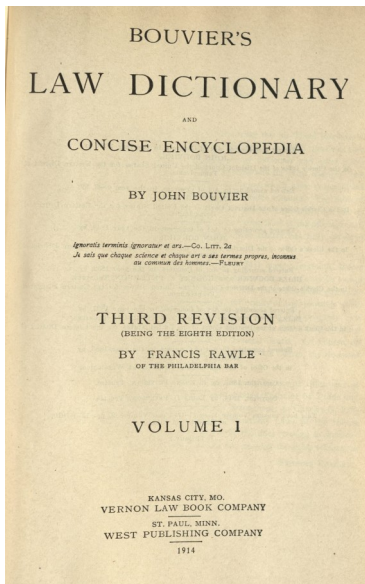 BOUVIER'S
LAW DICTIONARY
AND
CONCISE ENCYCLOPEDIA
BY JOHN BOUVIER
Ignoratis terminis ignoratur et ars.—Co. Litt. 2a
Je sais que chaque science et chaque art a ses termes propres, inconnus
au commun des hommes.—Fleury
THIRD REVISION
(BEING THE EIGHTH EDITION)
BY FRANCIS RAWLE
OF THE PHILADELPHIA BAR
VOLUME I
KANSAS CITY, MO.
VERNON LAW BOOK COMPANY
ST. PAUL, MINN.
WEST PUBLISHING COMPANY
1914